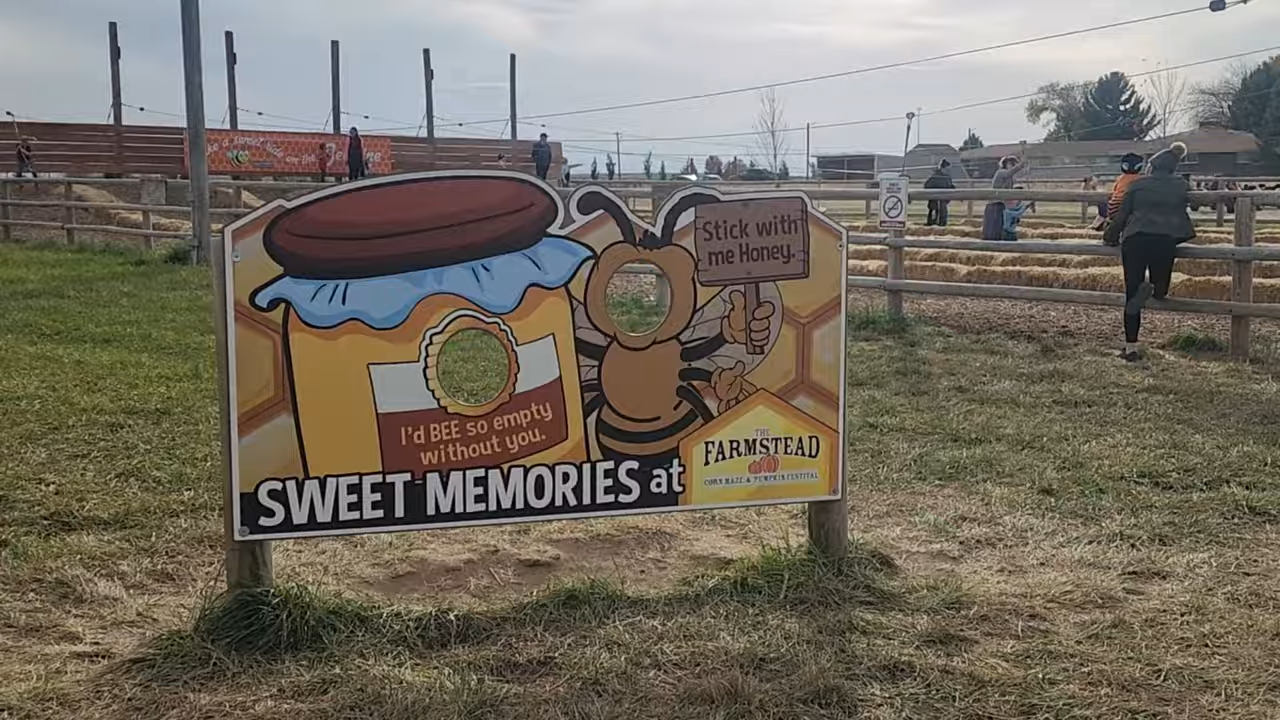 Stick with
me Honey.
I'd BEE so empty
without you.
SWEET MEMORIES at
THE
FARMSTEAD
CORN MAZE & PUMPKIN FESTIVAL